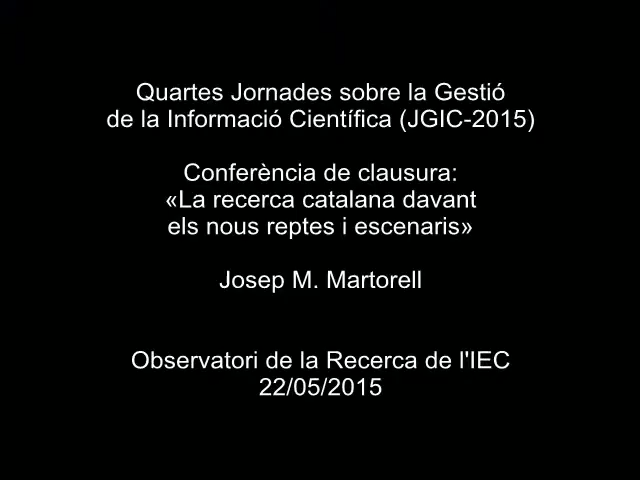 Quartes Jornades sobre la Gestió
de la Informació Científica (JGIC-2015)
Conferència de clausura:
«La recerca catalana davant
els nous reptes i escenaris»
Josep M. Martorell
Observatori de la Recerca de l'IEC
22/05/2015